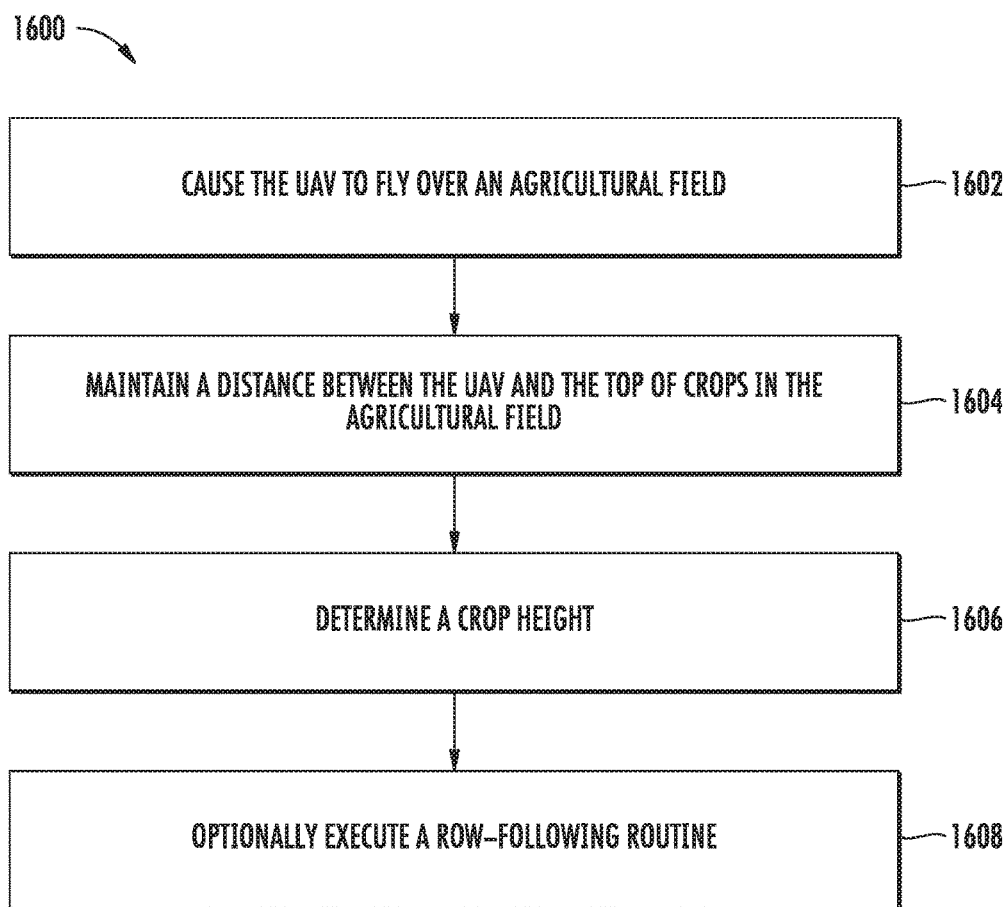 1600
CAUSE THE UAV TO FLY OVER AN AGRICULTURAL FIELD
1602
MAINTAIN A DISTANCE BETWEEN THE UAV AND THE TOP OF CROPS IN THE
AGRICULTURAL FIELD
1604
DETERMINE A CROP HEIGHT
1606
OPTIONALLY EXECUTE A ROW-FOLLOWING ROUTINE
1608